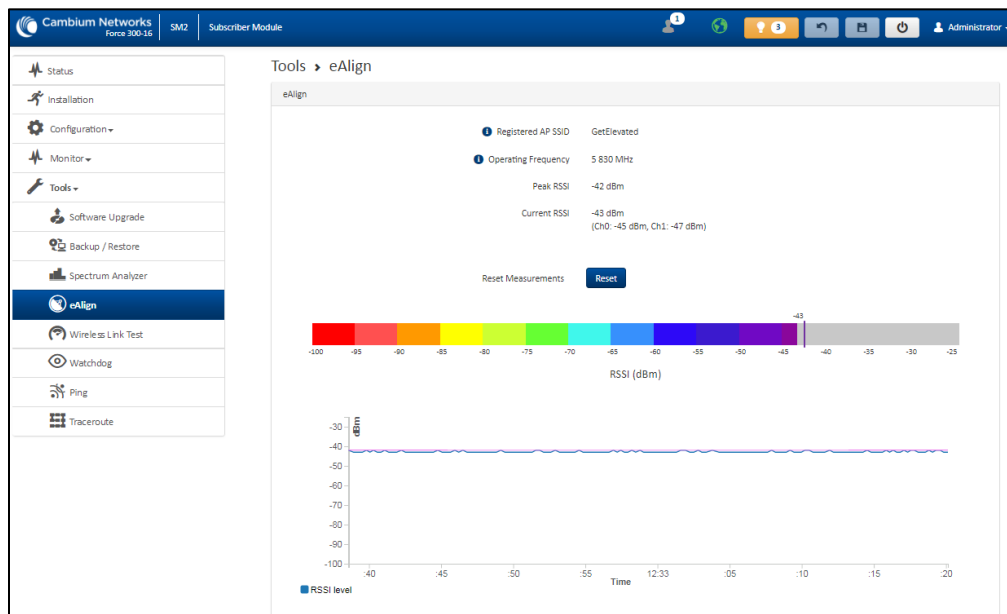 Cambium Networks
Force 300-16
SM2
Subscriber Module
1
3
Administrator
Status
Installation
Configuration
Monitor
Tools
Software Upgrade
Backup / Restore
Spectrum Analyzer
eAlign
Wireless Link Test
Watchdog
Ping
Traceroute
Tools > eAlign
eAlign
Registered AP SSID GetElevated
Operating Frequency 5 830 MHz
Peak RSSI -42 dBm
Current RSSI -43 dBm
(Ch0: -45 dBm, Ch1: -47 dBm)
Reset Measurements Reset
-43
-100 -95 -90 -85 -80 -75 -70 -65 -60 -55 -50 -45 -40 -35 -30 -25
RSSI (dBm)
dBm
-30
-40
-50
-60
-70
-80
-90
-100
:40 :45 :50 :55 12:33 :05 :10 :15 :20
Time
RSSI level